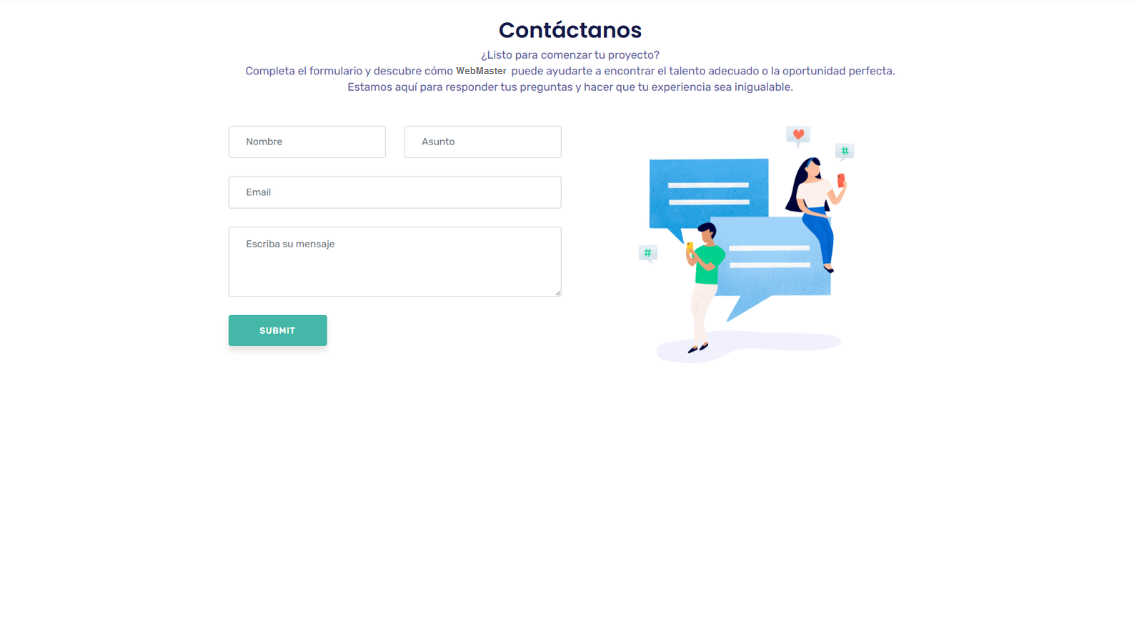 Contáctanos
¿Listo para comenzar tu proyecto?
Completa el formulario y descubre cómo WebMaster puede ayudarte a encontrar el talento adecuado o la oportunidad perfecta.
Estamos aquí para responder tus preguntas y hacer que tu experiencia sea inigualable.
Nombre
Asunto
Email
Escriba su mensaje
SUBMIT
#
#